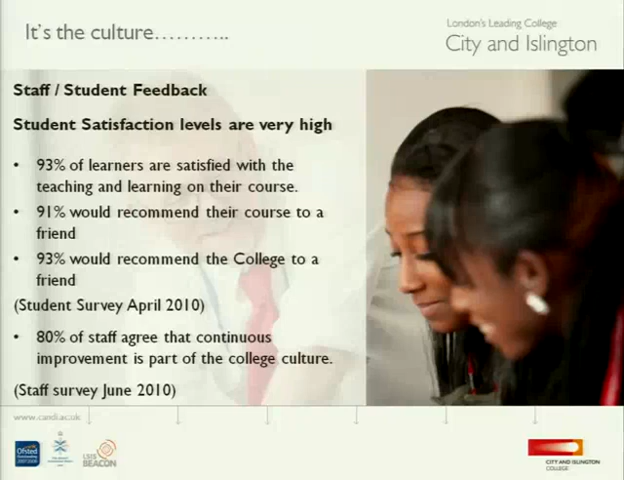 It's the culture………..
London's Leading College
City and Islington
Staff / Student Feedback
Student Satisfaction levels are very high
• 93% of learners are satisfied with the
teaching and learning on their course.
• 91% would recommend their course to a
friend
• 93% would recommend the College to a
friend
(Student Survey April 2010)
• 80% of staff agree that continuous
improvement is part of the college culture.
(Staff survey June 2010)
www.candi.ac.uk
Ofsted
LSIS
BEACON
CITY AND ISLINGTON
COLLEGE